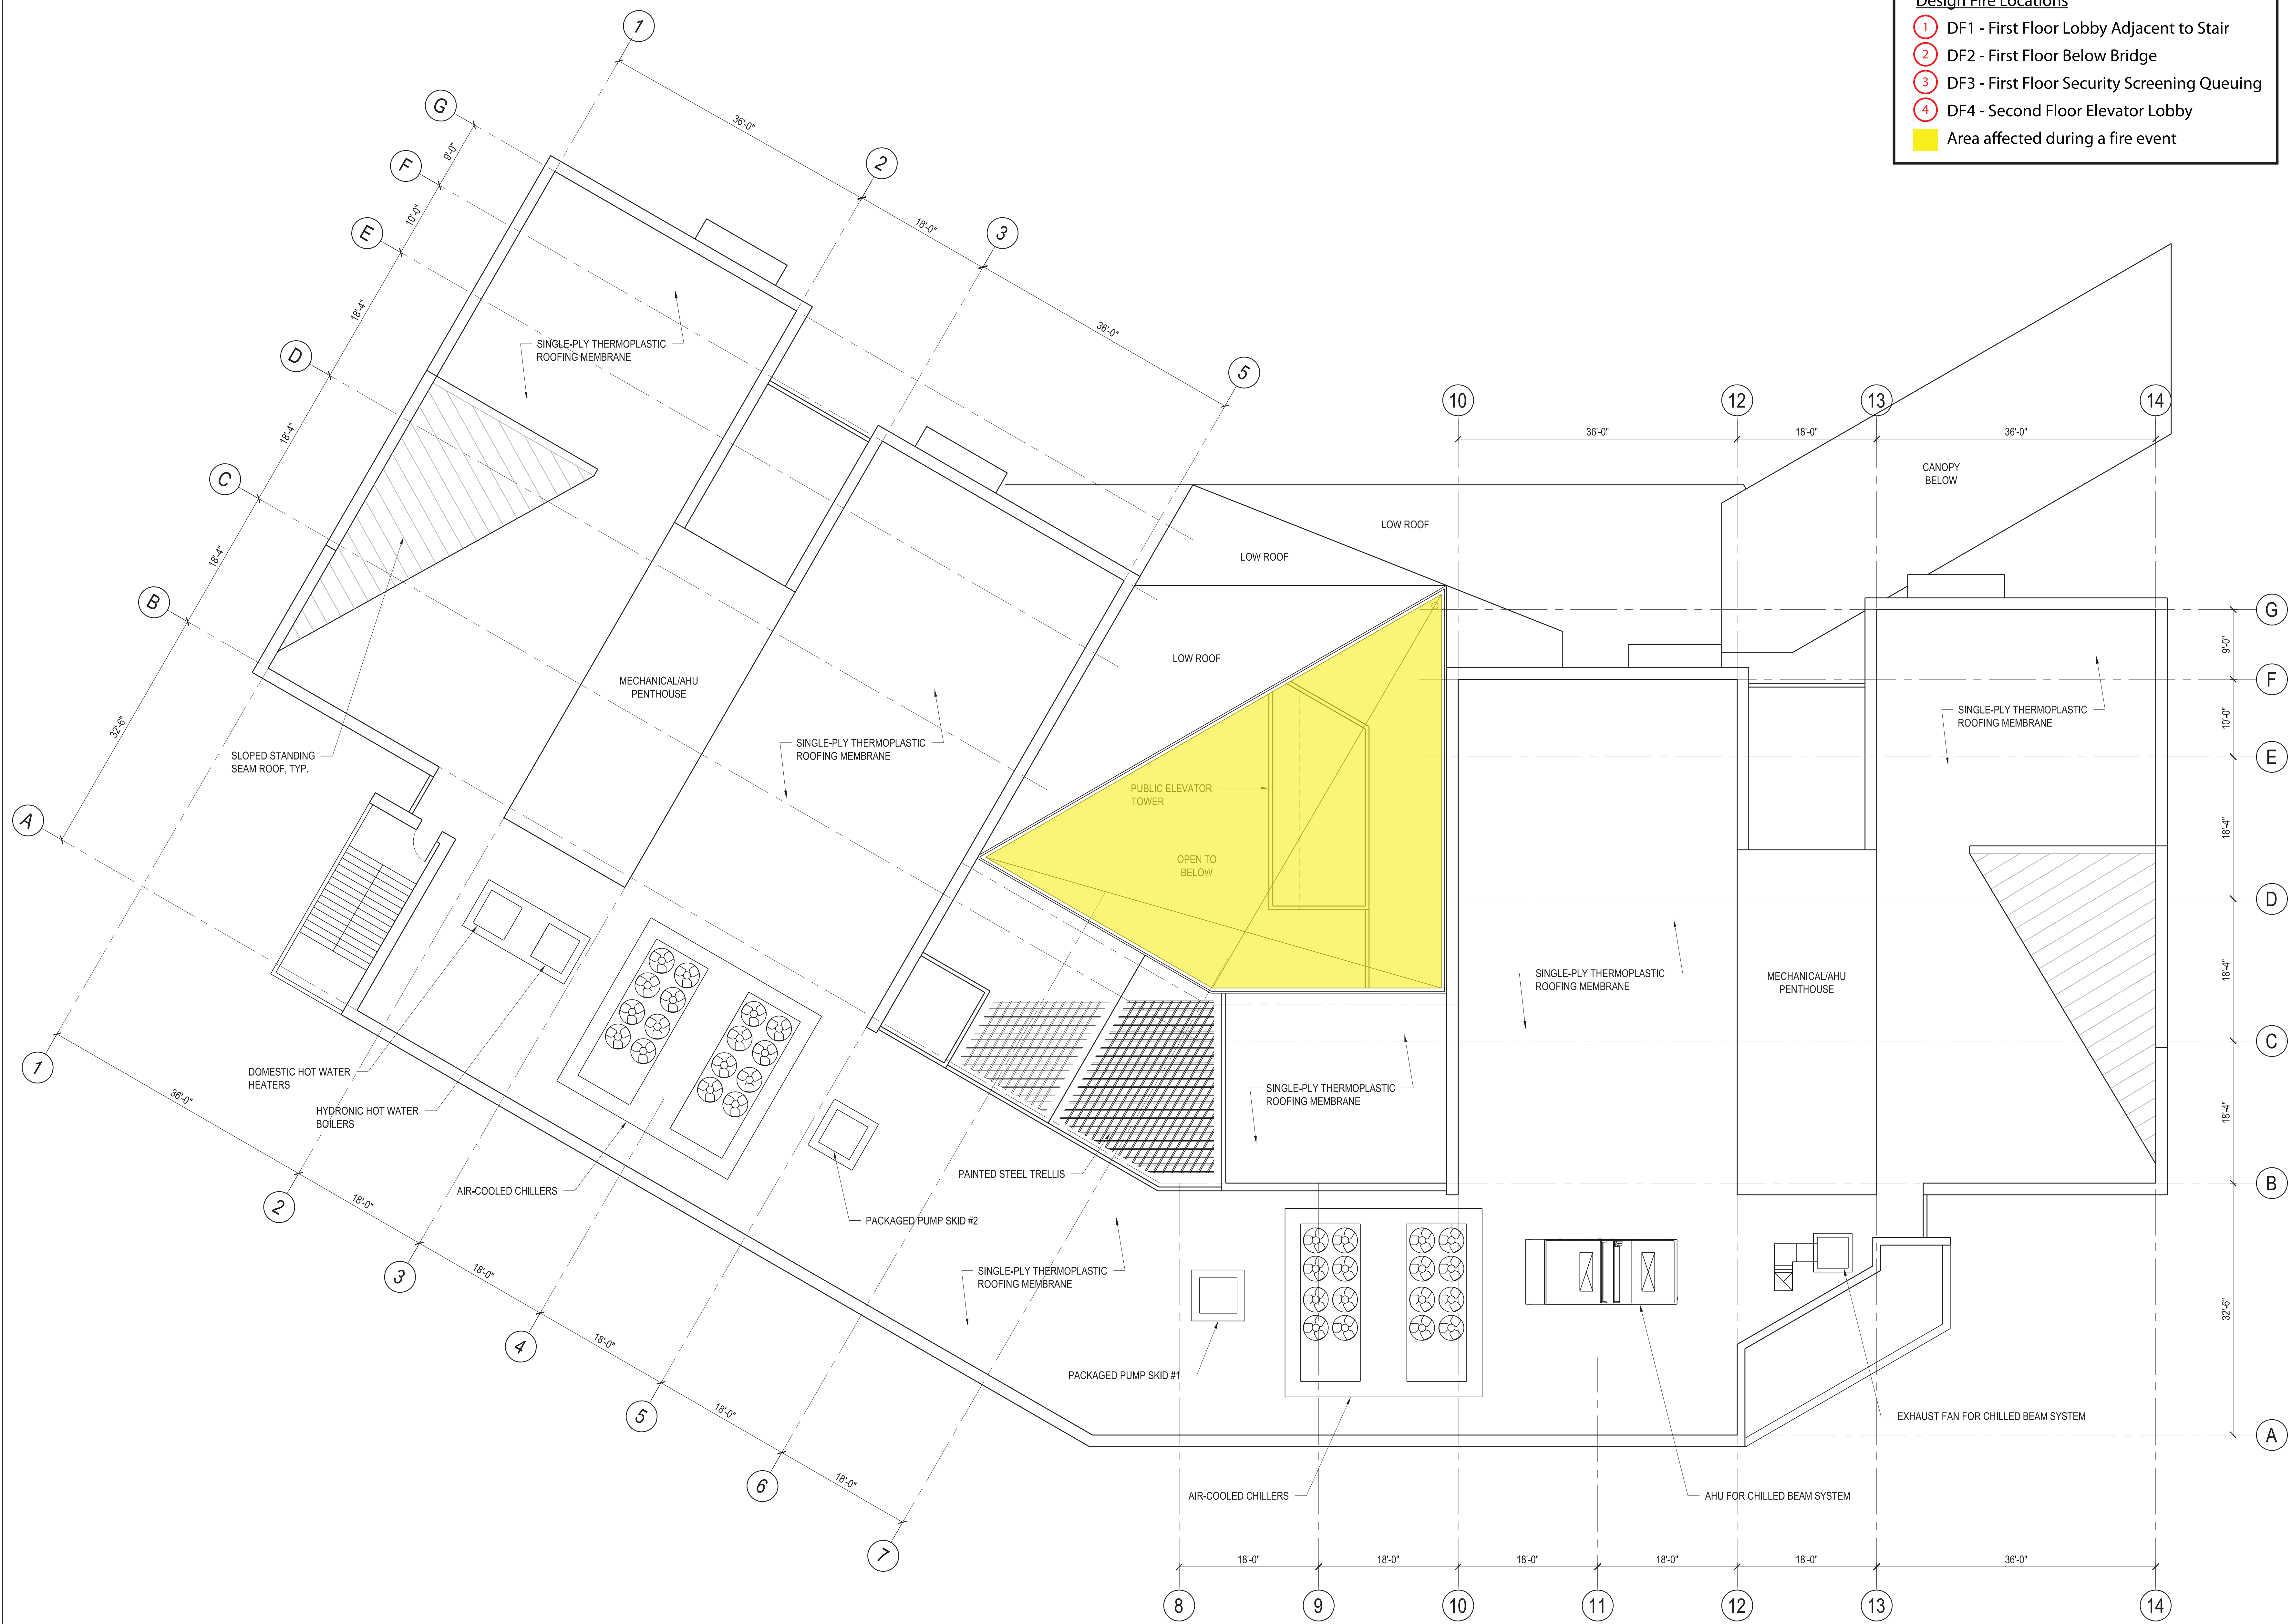 Design Fire Locations
1 DF1 - First Floor Lobby Adjacent to Stair
2 DF2 - First Floor Below Bridge
3 DF3 - First Floor Security Screening Queuing
4 DF4 - Second Floor Elevator Lobby
Area affected during a fire event
1
2
3
5
36'-0"
18'-0"
36'-0"
G
F
E
D
C
B
A
9'-0"
10'-0"
18'-4"
18'-4"
18'-4"
32'-6"
SINGLE-PLY THERMOPLASTIC
ROOFING MEMBRANE
10
12
13
14
36'-0"
18'-0"
36'-0"
CANOPY
BELOW
LOW ROOF
LOW ROOF
LOW ROOF
MECHANICAL/AHU
PENTHOUSE
SINGLE-PLY THERMOPLASTIC
ROOFING MEMBRANE
SLOPED STANDING
SEAM ROOF, TYP.
PUBLIC ELEVATOR
TOWER
OPEN TO
BELOW
SINGLE-PLY THERMOPLASTIC
ROOFING MEMBRANE
SINGLE-PLY THERMOPLASTIC
ROOFING MEMBRANE
MECHANICAL/AHU
PENTHOUSE
G
F
E
D
C
B
A
9'-0"
10'-0"
18'-4"
18'-4"
18'-4"
32'-6"
DOMESTIC HOT WATER
HEATERS
HYDRONIC HOT WATER
BOILERS
AIR-COOLED CHILLERS
PACKAGED PUMP SKID #2
PAINTED STEEL TRELLIS
SINGLE-PLY THERMOPLASTIC
ROOFING MEMBRANE
SINGLE-PLY THERMOPLASTIC
ROOFING MEMBRANE
PACKAGED PUMP SKID #1
AIR-COOLED CHILLERS
AHU FOR CHILLED BEAM SYSTEM
EXHAUST FAN FOR CHILLED BEAM SYSTEM
1
2
3
4
5
6
7
36'-0"
18'-0"
18'-0"
18'-0"
18'-0"
18'-0"
18'-0"
18'-0"
18'-0"
18'-0"
18'-0"
36'-0"
8
9
10
11
12
13
14